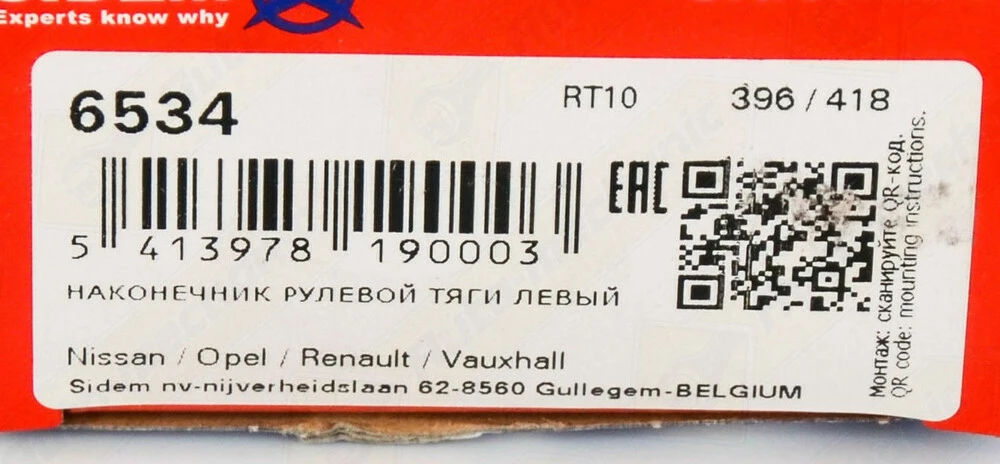 Experts know why
6534
RT10
396 / 418
5 413978 190003
EAC
НАКОНЕЧНИК РУЛЕВОЙ ТЯГИ ЛЕВЫЙ
Nissan / Opel / Renault / Vauxhall
Sidem nv-nijverheidslaan 62-8560 Gullegem-BELGIUM
Монтаж: сканируйте QR-код.
QR code: mounting instructions.